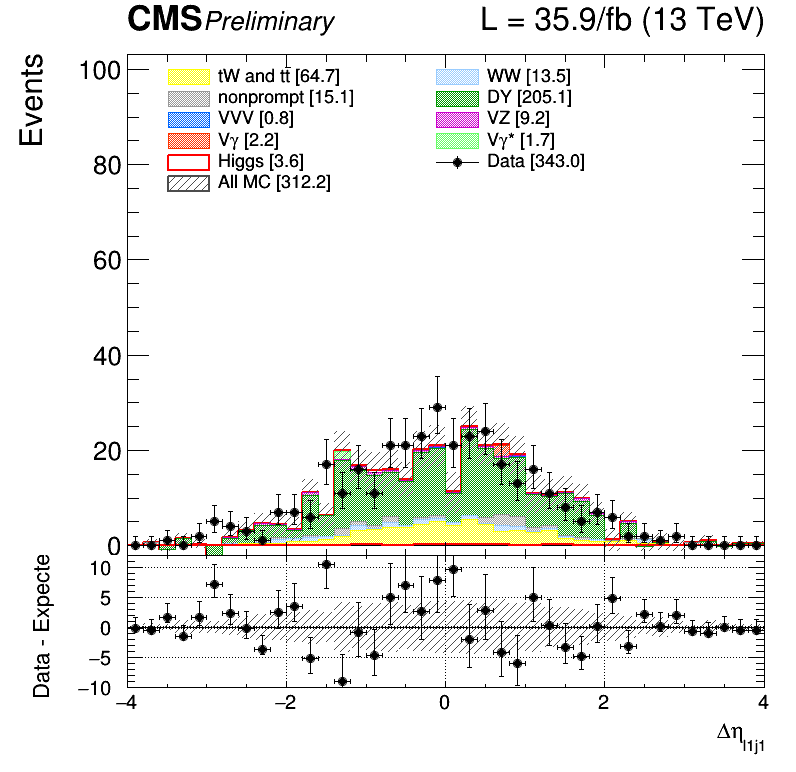 CMS Preliminary L = 35.9/fb (13 TeV)
Events
100
80
60
40
20
0
tW and tt̄ [64.7] WW [13.5]
nonprompt [15.1] DY [205.1]
VVV [0.8] VZ [9.2]
Vγ [2.2] Vγ* [1.7]
Higgs [3.6] Data [343.0]
All MC [312.2]
Data - Expecte
10
5
0
−5
−10
−4 −2 0 2 4
Δη_l1j1